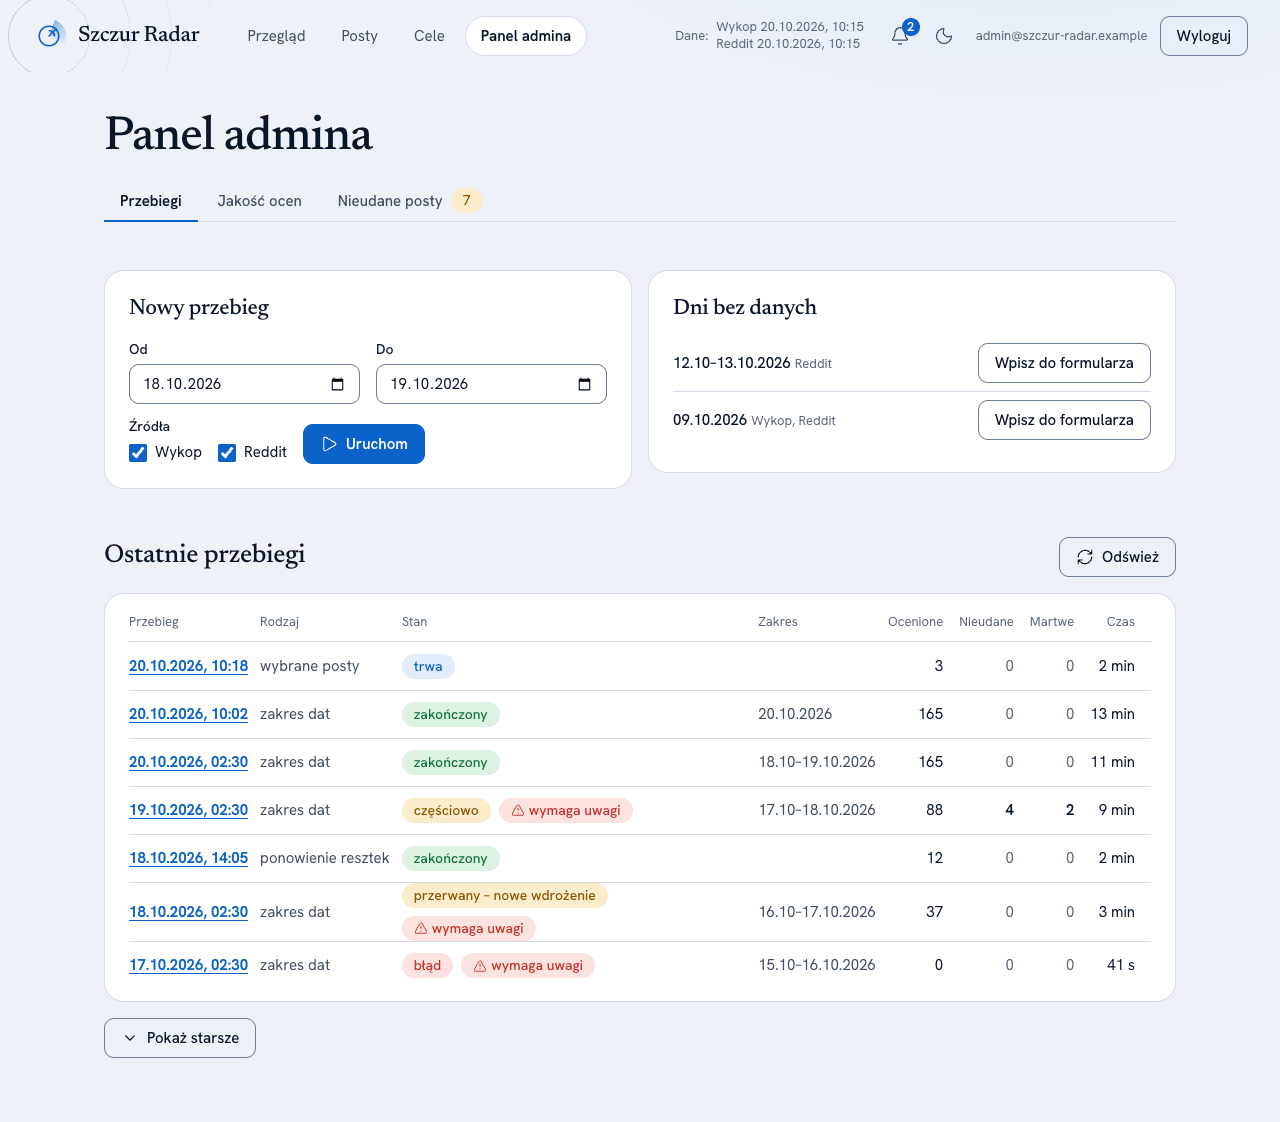 Szczur Radar Przegląd Posty Cele Panel admina Dane: Wykop 20.10.2026, 10:15 2 admin@szczur-radar.example Wyloguj
Reddit 20.10.2026, 10:15
Panel admina
Przebiegi Jakość ocen Nieudane posty 7
Nowy przebieg
Od Do
18.10.2026 19.10.2026
Źródła
Wykop Reddit Uruchom
Dni bez danych
12.10–13.10.2026 Reddit Wpisz do formularza
09.10.2026 Wykop, Reddit Wpisz do formularza
Ostatnie przebiegi Odśwież
Przebieg Rodzaj Stan Zakres Ocenione Nieudane Martwe Czas
20.10.2026, 10:18 wybrane posty trwa 3 0 0 2 min
20.10.2026, 10:02 zakres dat zakończony 20.10.2026 165 0 0 13 min
20.10.2026, 02:30 zakres dat zakończony 18.10–19.10.2026 165 0 0 11 min
19.10.2026, 02:30 zakres dat częściowo wymaga uwagi 17.10–18.10.2026 88 4 2 9 min
18.10.2026, 14:05 ponowienie resztek zakończony 12 0 0 2 min
18.10.2026, 02:30 zakres dat przerwany – nowe wdrożenie wymaga uwagi 16.10–17.10.2026 37 0 0 3 min
17.10.2026, 02:30 zakres dat błąd wymaga uwagi 15.10–16.10.2026 0 0 0 41 s
Pokaż starsze